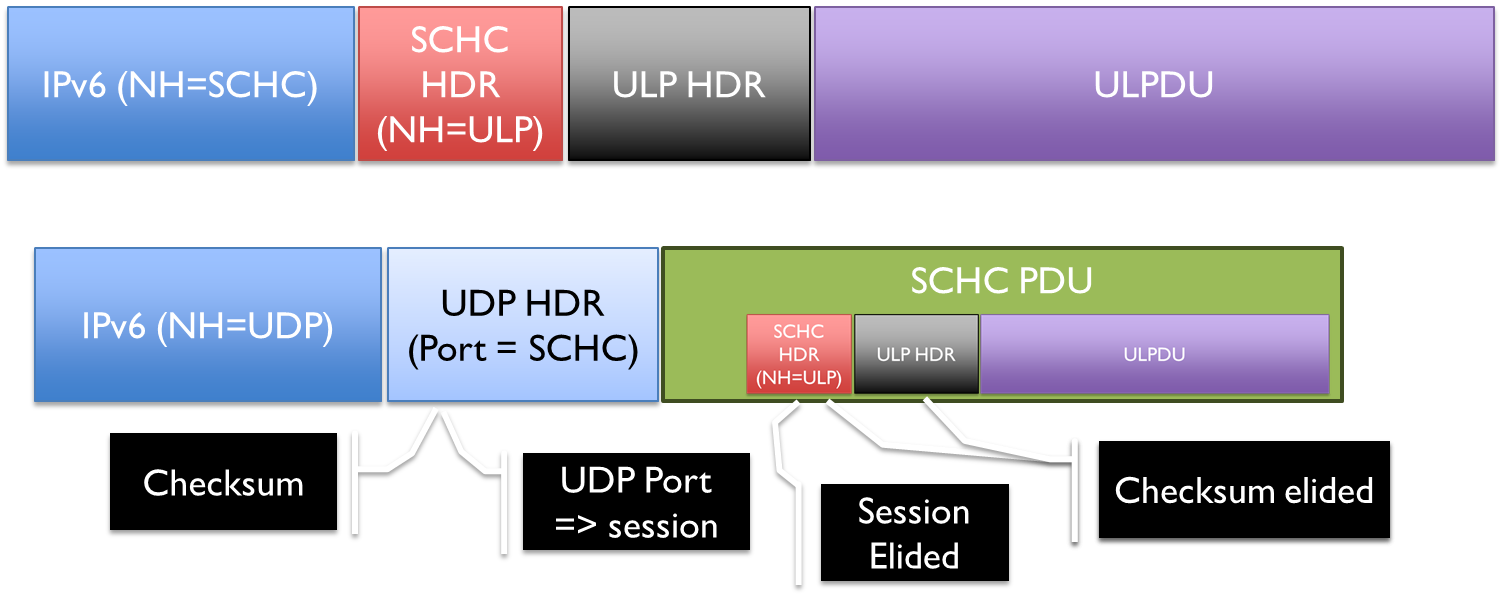 IPv6 (NH=SCHC)
SCHC
HDR
(NH=ULP)
ULP HDR
ULPDU
IPv6 (NH=UDP)
UDP HDR
(Port = SCHC)
SCHC PDU
SCHC
HDR
(NH=ULP)
ULP HDR
ULPDU
Checksum
UDP Port
=> session
Session
Elided
Checksum elided